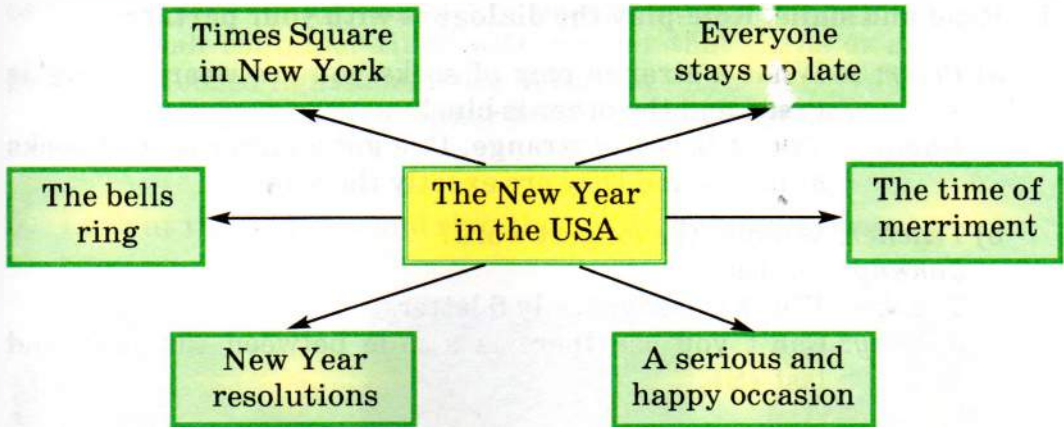 Times Square
in New York
Everyone
stays up late
The bells
ring
The New Year
in the USA
The time of
merriment
New Year
resolutions
A serious and
happy occasion